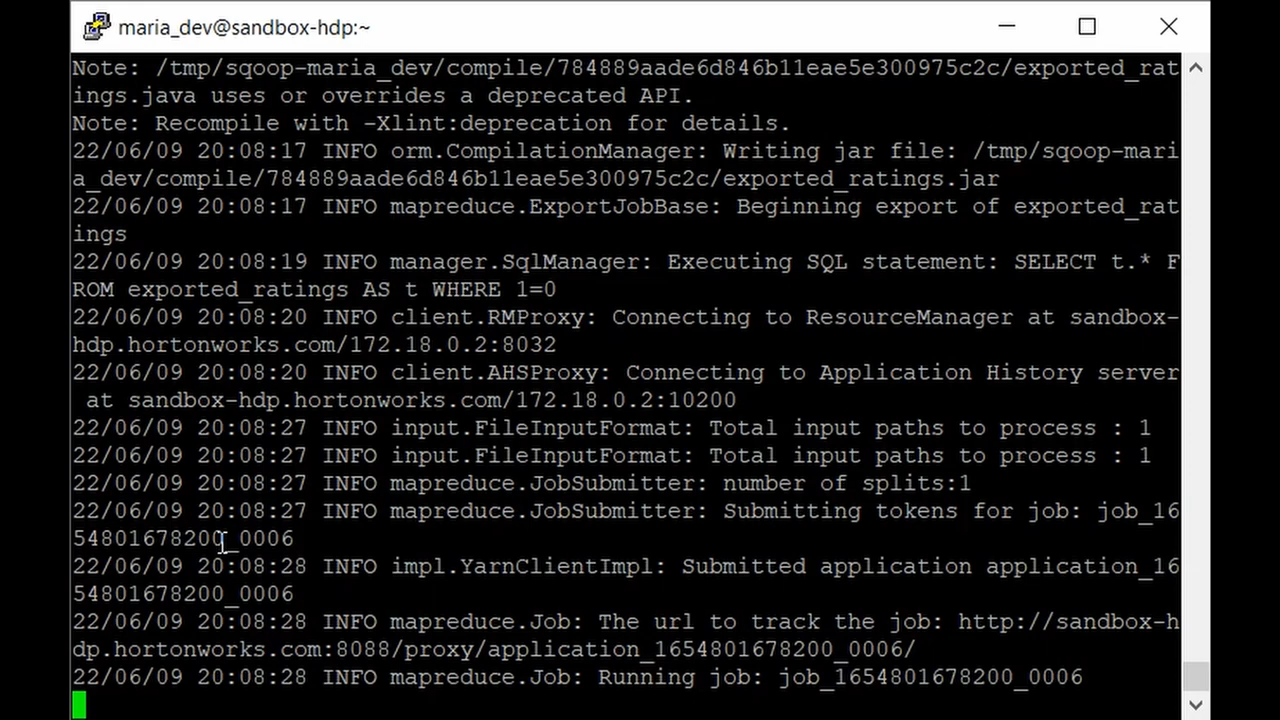 maria_dev@sandbox-hdp:~
Note: /tmp/sqoop-maria_dev/compile/784889aade6d846b11eae5e300975c2c/exported_rat
ings.java uses or overrides a deprecated API.
Note: Recompile with -Xlint:deprecation for details.
22/06/09 20:08:17 INFO orm.CompilationManager: Writing jar file: /tmp/sqoop-mari
a_dev/compile/784889aade6d846b11eae5e300975c2c/exported_ratings.jar
22/06/09 20:08:17 INFO mapreduce.ExportJobBase: Beginning export of exported_rat
ings
22/06/09 20:08:19 INFO manager.SqlManager: Executing SQL statement: SELECT t.* F
ROM exported_ratings AS t WHERE 1=0
22/06/09 20:08:20 INFO client.RMProxy: Connecting to ResourceManager at sandbox-
hdp.hortonworks.com/172.18.0.2:8032
22/06/09 20:08:20 INFO client.AHSProxy: Connecting to Application History server
 at sandbox-hdp.hortonworks.com/172.18.0.2:10200
22/06/09 20:08:27 INFO input.FileInputFormat: Total input paths to process : 1
22/06/09 20:08:27 INFO input.FileInputFormat: Total input paths to process : 1
22/06/09 20:08:27 INFO mapreduce.JobSubmitter: number of splits:1
22/06/09 20:08:27 INFO mapreduce.JobSubmitter: Submitting tokens for job: job_16
54801678200_0006
22/06/09 20:08:28 INFO impl.YarnClientImpl: Submitted application application_16
54801678200_0006
22/06/09 20:08:28 INFO mapreduce.Job: The url to track the job: http://sandbox-h
dp.hortonworks.com:8088/proxy/application_1654801678200_0006/
22/06/09 20:08:28 INFO mapreduce.Job: Running job: job_1654801678200_0006